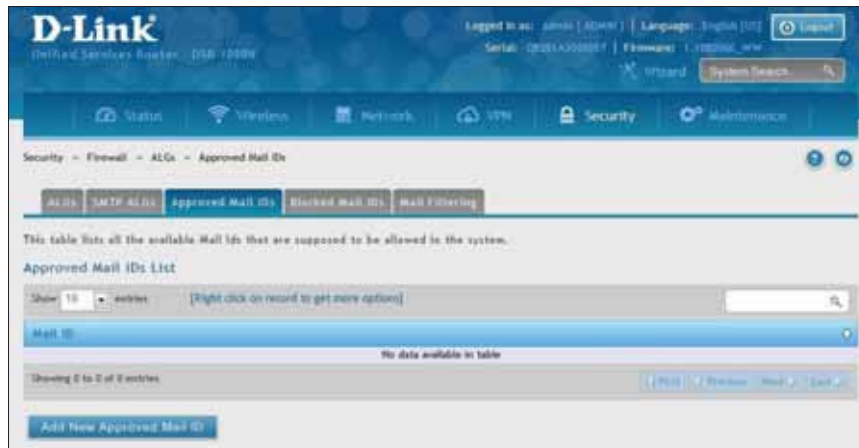 D-Link
Logged in as: admin [ADMIN] | Language: English [US]
Logout
Unified Services Router - DSR-1000N
Serial: | Firmware:
Wizard
System Search
Status
Wireless
Network
VPN
Security
Maintenance
Security » Firewall » ALGs » Approved Mail IDs
ALGs
SMTP ALGs
Approved Mail IDs
Blocked Mail IDs
Mail Filtering
This table lists all the available Mail Ids that are supposed to be allowed in the system.
Approved Mail IDs List
Show 10 entries
[Right click on record to get more options]
Mail ID
No data available in table
Showing 0 to 0 of 0 entries
First
Previous
Next
Last
Add New Approved Mail ID